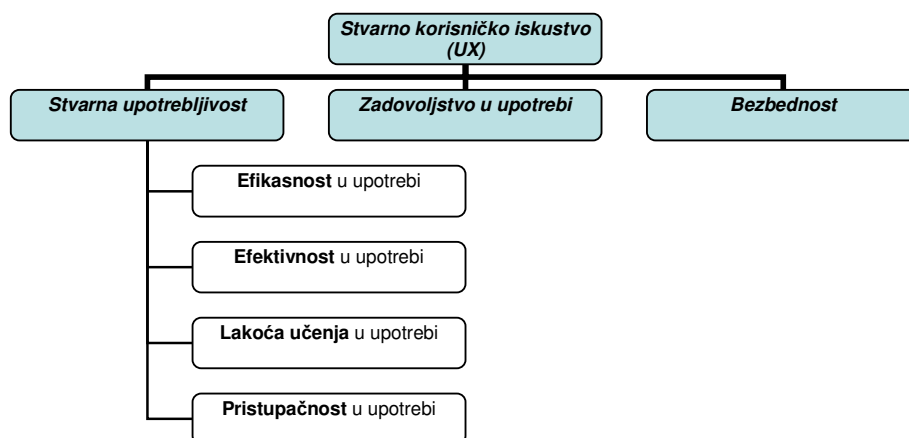 Stvarno korisničko iskustvo
(UX)
Stvarna upotrebljivost
Zadovoljstvo u upotrebi
Bezbednost
Efikasnost u upotrebi
Efektivnost u upotrebi
Lakoća učenja u upotrebi
Pristupačnost u upotrebi